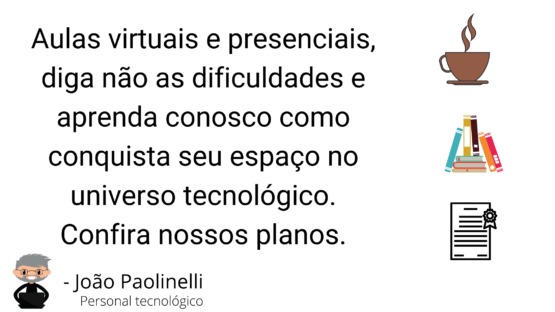 Aulas virtuais e presenciais,
diga não as dificuldades e
aprenda conosco como
conquista seu espaço no
universo tecnológico.
Confira nossos planos.
- João Paolinelli
Personal tecnológico